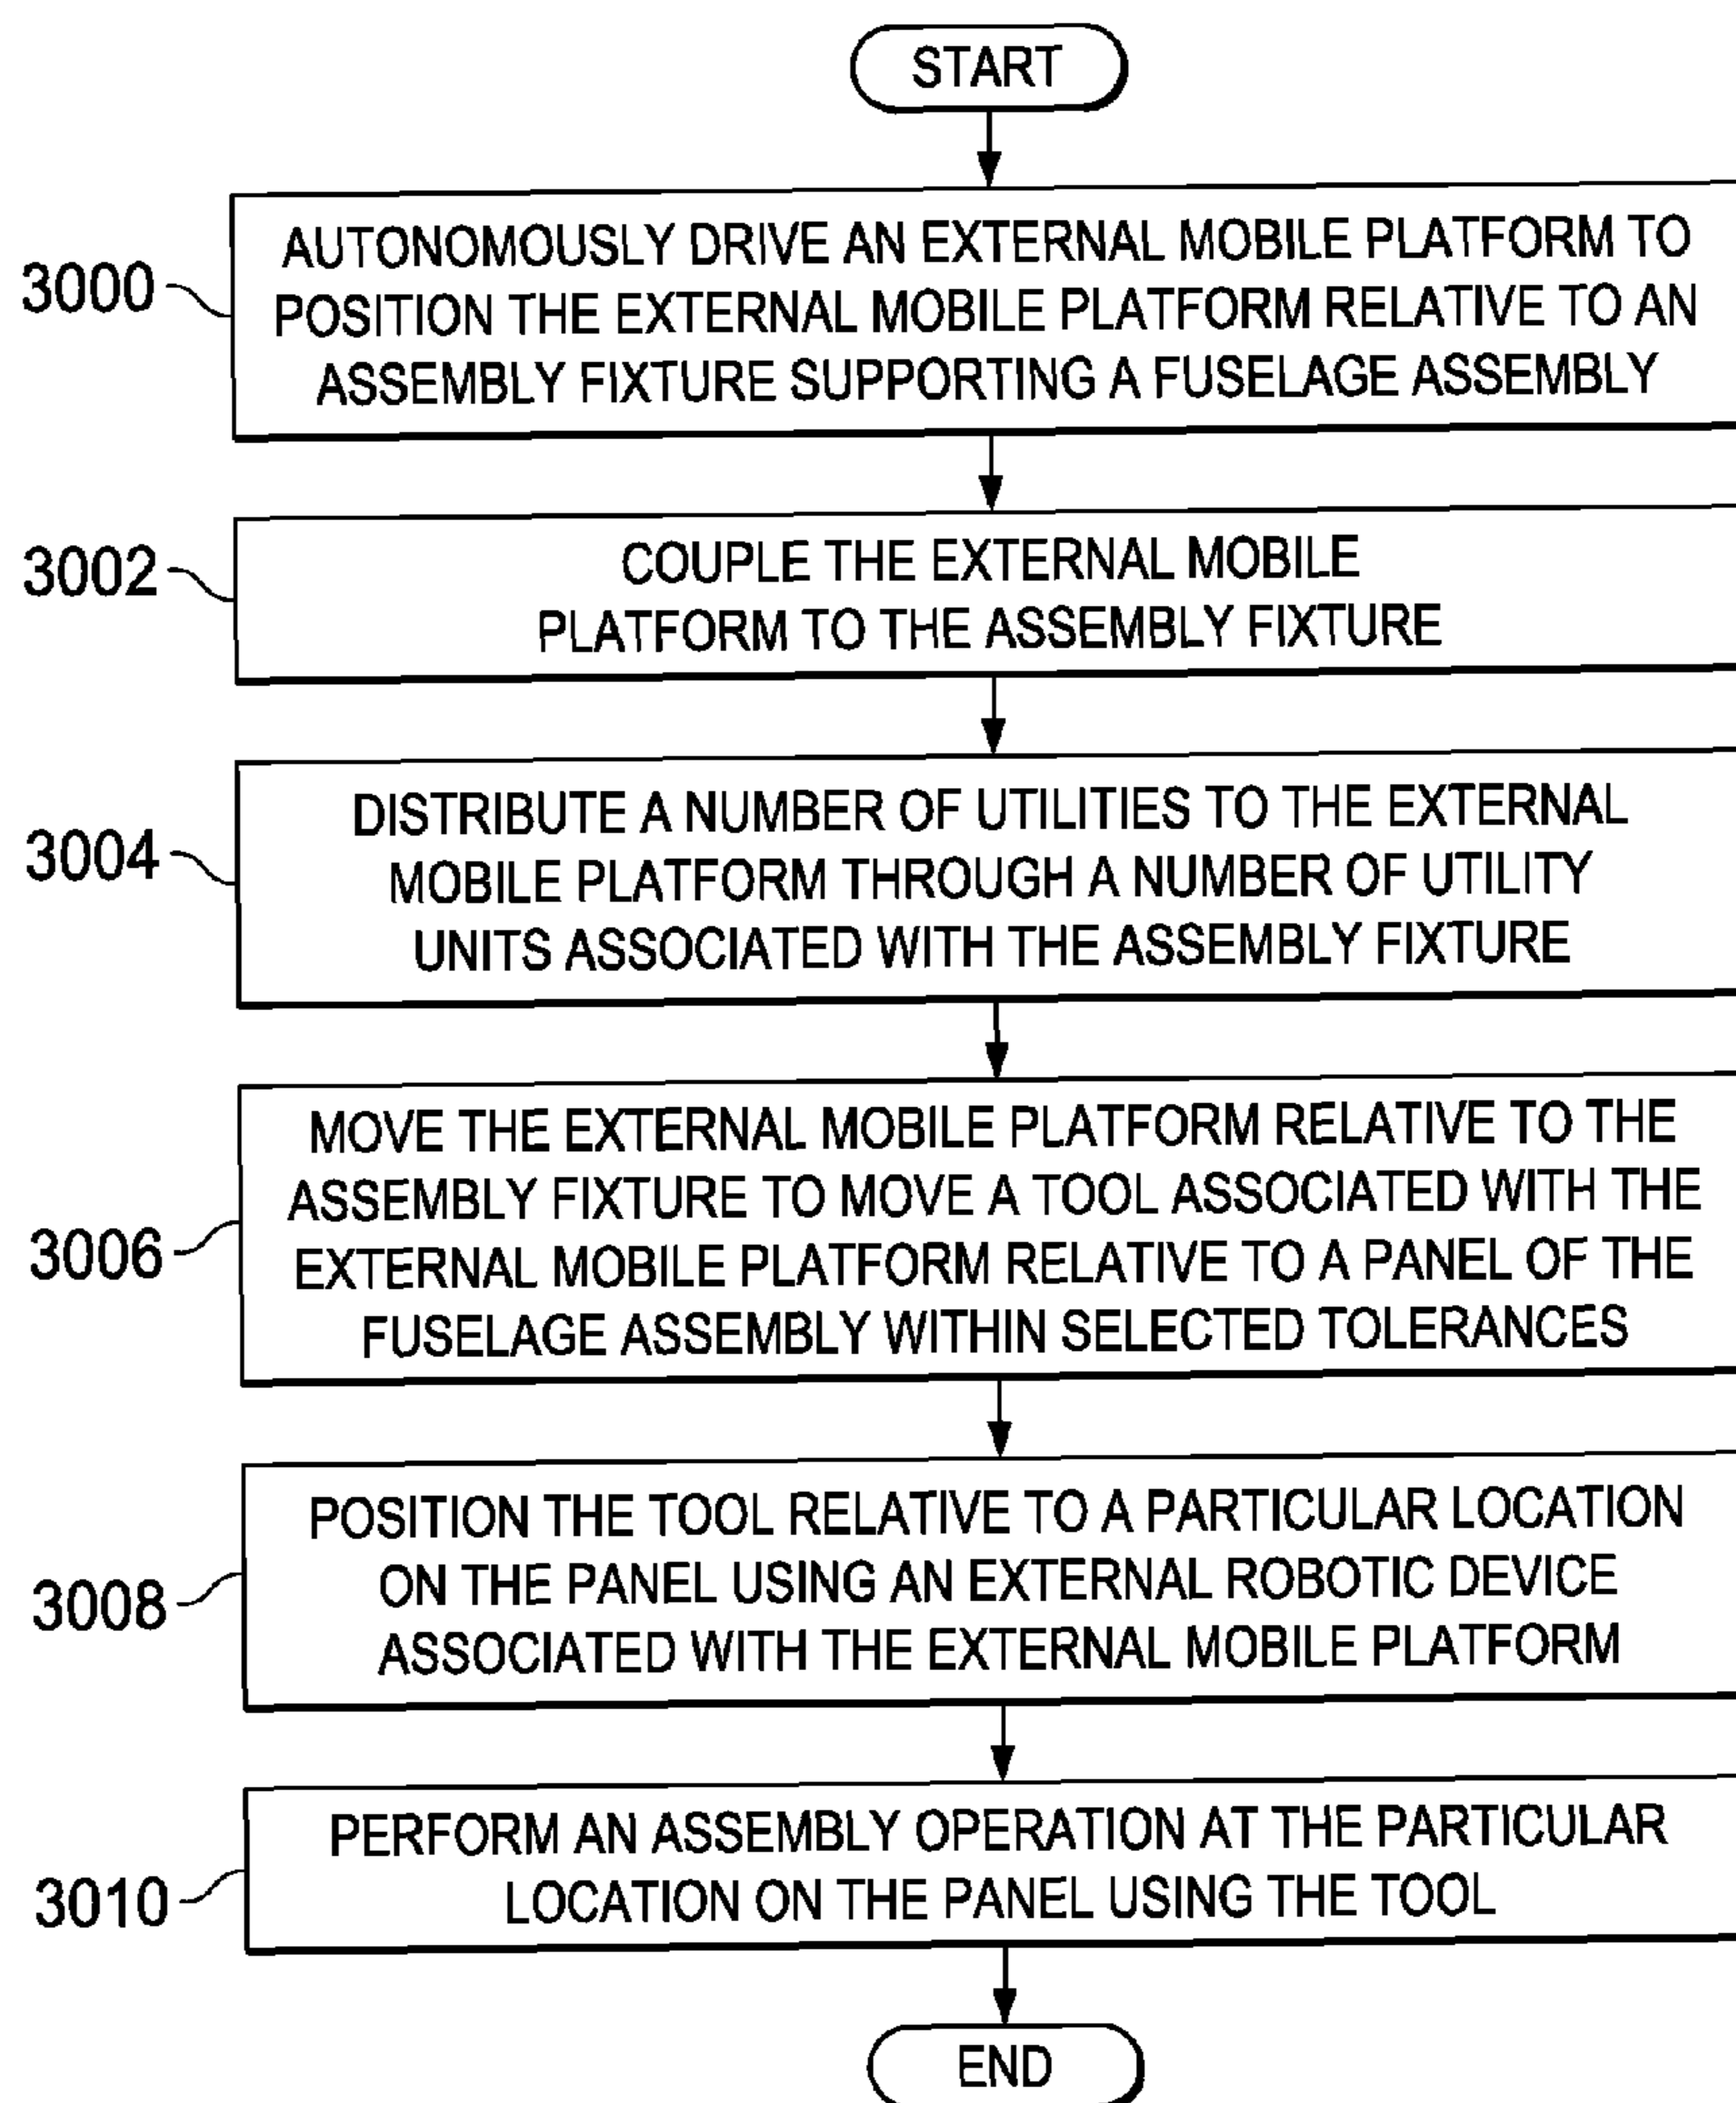 START
3000
AUTONOMOUSLY DRIVE AN EXTERNAL MOBILE PLATFORM TO
POSITION THE EXTERNAL MOBILE PLATFORM RELATIVE TO AN
ASSEMBLY FIXTURE SUPPORTING A FUSELAGE ASSEMBLY
3002
COUPLE THE EXTERNAL MOBILE
PLATFORM TO THE ASSEMBLY FIXTURE
3004
DISTRIBUTE A NUMBER OF UTILITIES TO THE EXTERNAL
MOBILE PLATFORM THROUGH A NUMBER OF UTILITY
UNITS ASSOCIATED WITH THE ASSEMBLY FIXTURE
3006
MOVE THE EXTERNAL MOBILE PLATFORM RELATIVE TO THE
ASSEMBLY FIXTURE TO MOVE A TOOL ASSOCIATED WITH THE
EXTERNAL MOBILE PLATFORM RELATIVE TO A PANEL OF THE
FUSELAGE ASSEMBLY WITHIN SELECTED TOLERANCES
3008
POSITION THE TOOL RELATIVE TO A PARTICULAR LOCATION
ON THE PANEL USING AN EXTERNAL ROBOTIC DEVICE
ASSOCIATED WITH THE EXTERNAL MOBILE PLATFORM
3010
PERFORM AN ASSEMBLY OPERATION AT THE PARTICULAR
LOCATION ON THE PANEL USING THE TOOL
END